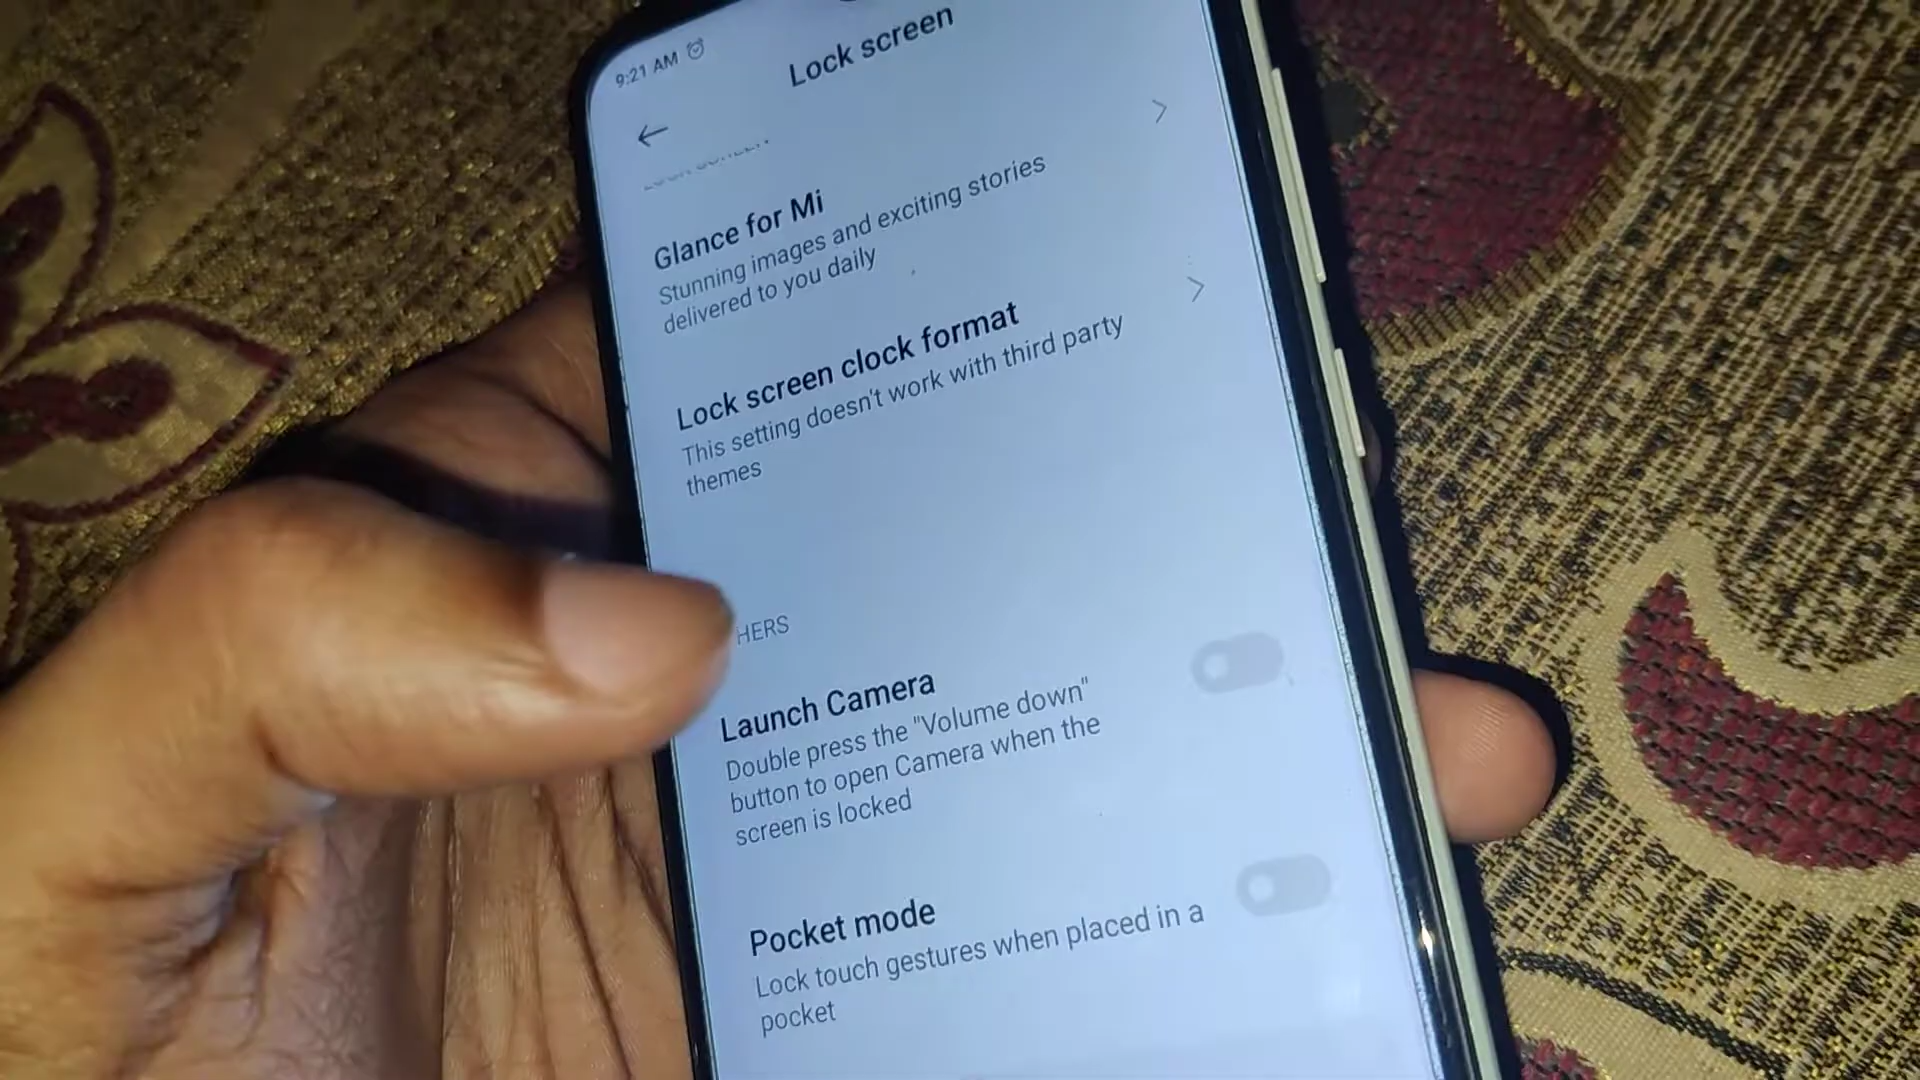 9:21 AM
Lock screen
Glance for Mi
Stunning images and exciting stories
delivered to you daily
Lock screen clock format
This setting doesn't work with third party
themes
HERS
Launch Camera
Double press the "Volume down"
button to open Camera when the
screen is locked
Pocket mode
Lock touch gestures when placed in a
pocket